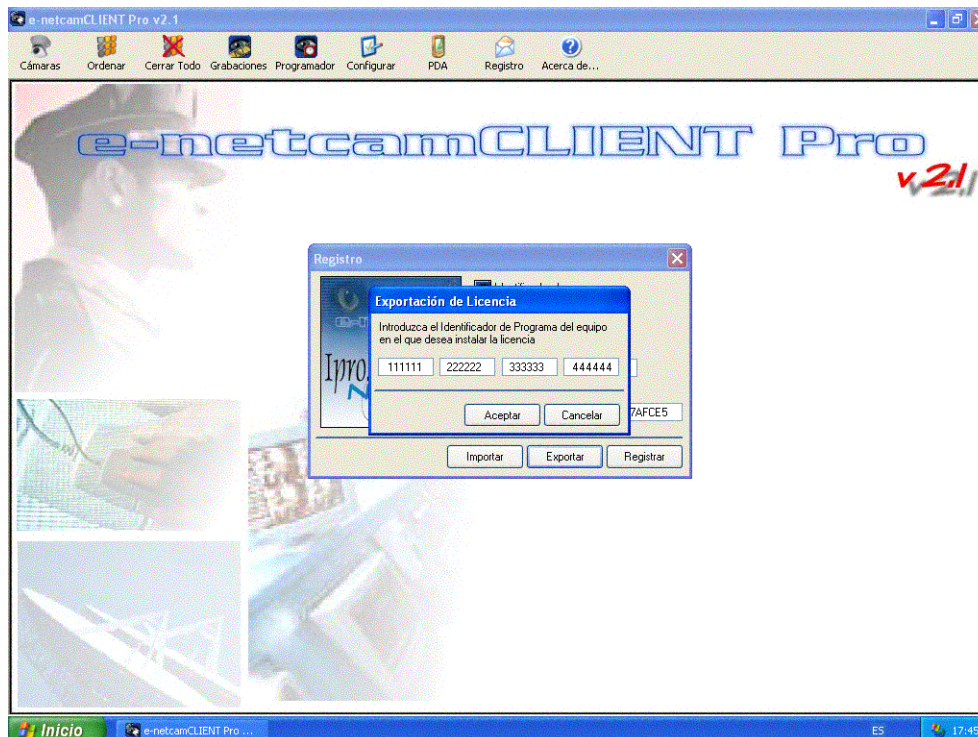 e-netcamCLIENT Pro v2.1
Cámaras Ordenar Cerrar Todo Grabaciones Programador Configurar PDA Registro Acerca de...
e-netcamCLIENT Pro
v 2.1
Registro
Exportación de Licencia
Introduzca el Identificador de Programa del equipo
en el que desea instalar la licencia
Ipro
111111 222222 333333 444444
Aceptar Cancelar
7AFCE5
Importar Exportar Registrar
Inicio e-netcamCLIENT Pro ... ES 17:45